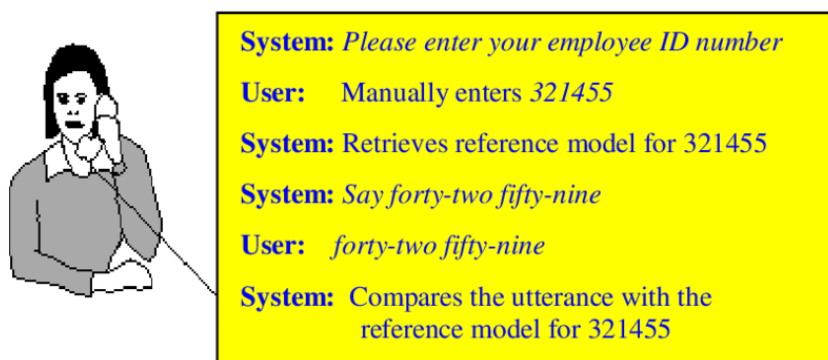 System: Please enter your employee ID number
User: Manually enters 321455
System: Retrieves reference model for 321455
System: Say forty-two fifty-nine
User: forty-two fifty-nine
System: Compares the utterance with the
reference model for 321455